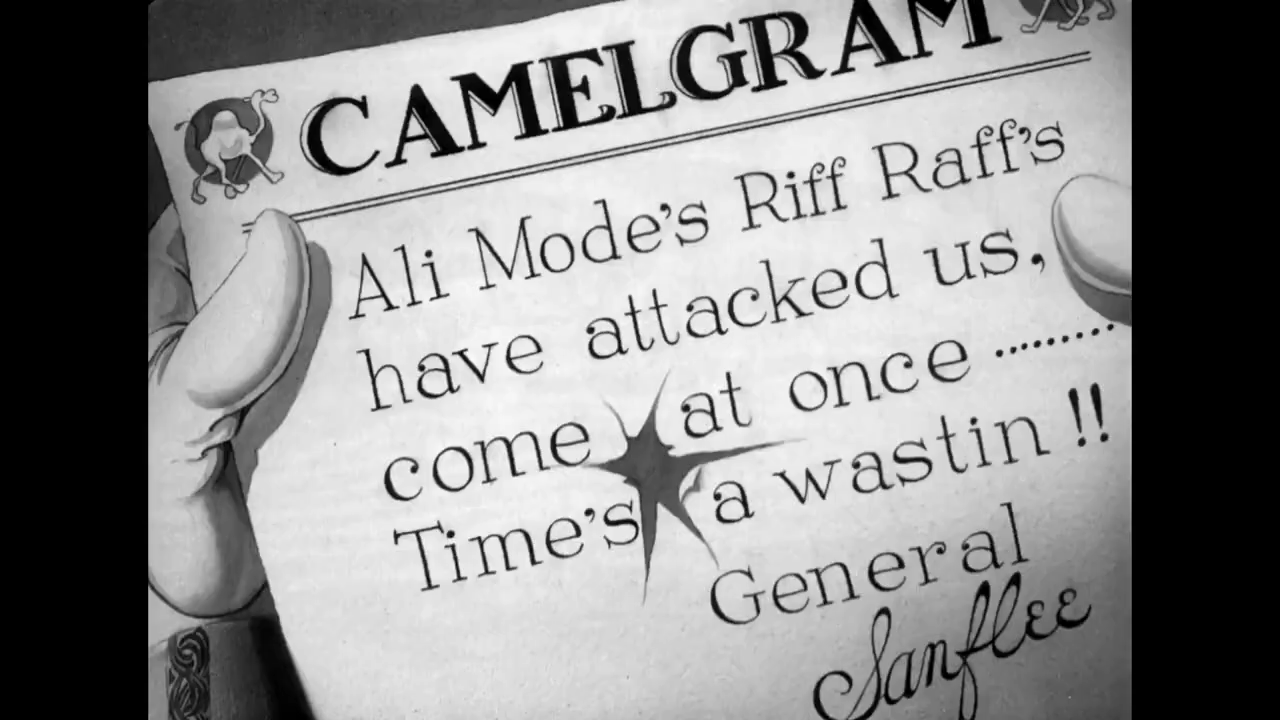 CAMELGRAM
Ali Mode's Riff Raff's
have attacked us,
come at once .........
Time's a wastin !!
General
Sanflee